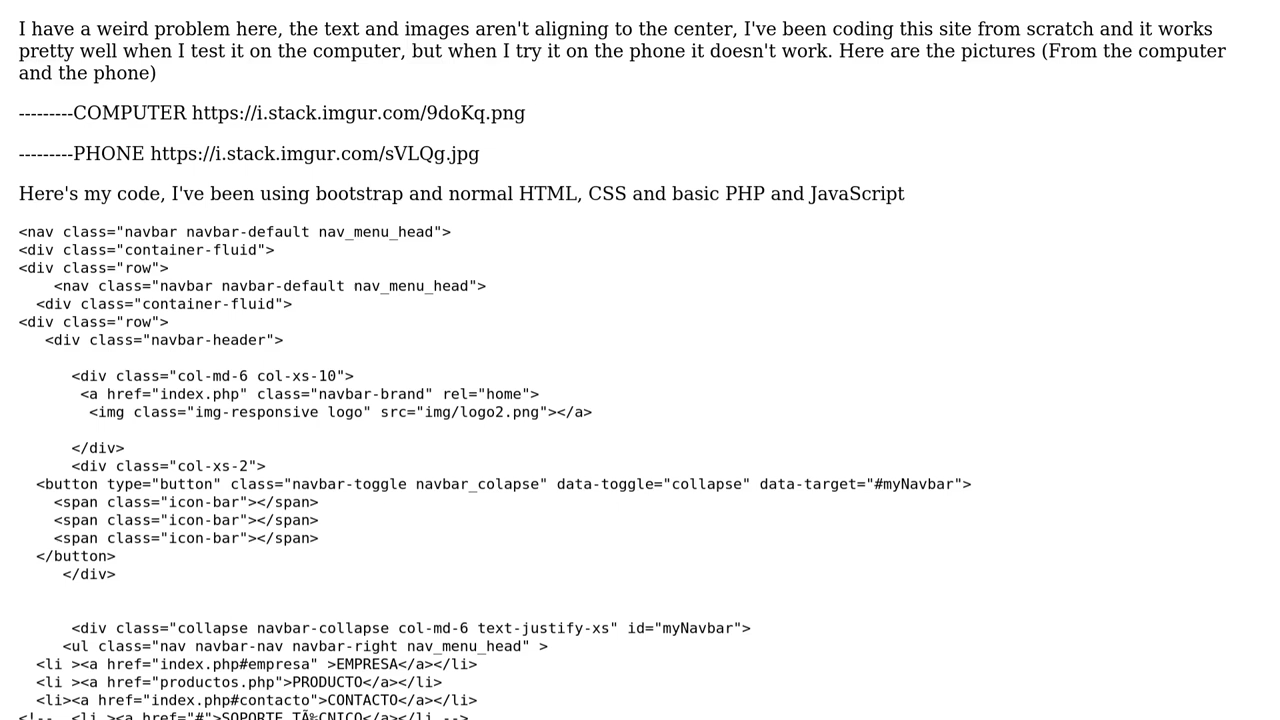 I have a weird problem here, the text and images aren't aligning to the center, I've been coding this site from scratch and it works
pretty well when I test it on the computer, but when I try it on the phone it doesn't work. Here are the pictures (From the computer
and the phone)
---------COMPUTER https://i.stack.imgur.com/9doKq.png
---------PHONE https://i.stack.imgur.com/sVLQg.jpg
Here's my code, I've been using bootstrap and normal HTML, CSS and basic PHP and JavaScript
<nav class="navbar navbar-default nav_menu_head">
<div class="container-fluid">
<div class="row">
    <nav class="navbar navbar-default nav_menu_head">
  <div class="container-fluid">
<div class="row">
   <div class="navbar-header">
      <div class="col-md-6 col-xs-10">
       <a href="index.php" class="navbar-brand" rel="home">
        <img class="img-responsive logo" src="img/logo2.png"></a>
      </div>
      <div class="col-xs-2">
  <button type="button" class="navbar-toggle navbar_colapse" data-toggle="collapse" data-target="#myNavbar">
    <span class="icon-bar"></span>
    <span class="icon-bar"></span>
    <span class="icon-bar"></span>
  </button>
     </div>
      <div class="collapse navbar-collapse col-md-6 text-justify-xs" id="myNavbar">
     <ul class="nav navbar-nav navbar-right nav_menu_head" >
  <li ><a href="index.php#empresa" >EMPRESA</a></li>
  <li ><a href="productos.php">PRODUCTO</a></li>
  <li><a href="index.php#contacto">CONTACTO</a></li>
<!--  <li ><a href="#">SOPORTE TÃ‰CNICO</a></li -->